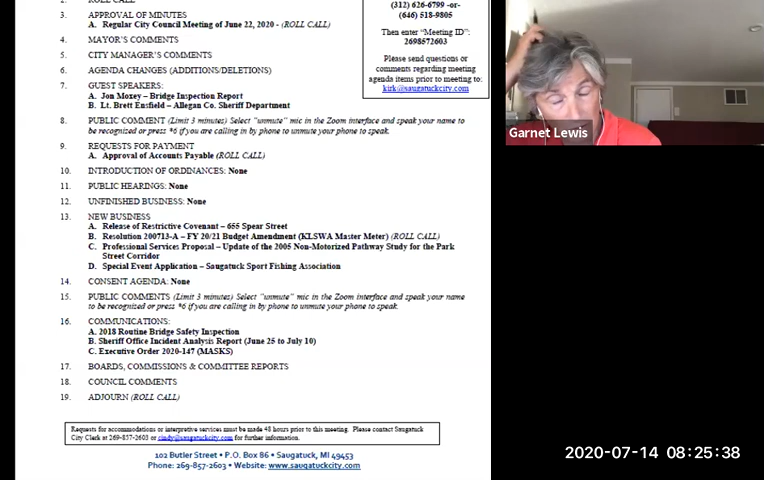 2. ROLL CALL
3. APPROVAL OF MINUTES
A. Regular City Council Meeting of June 22, 2020 - (ROLL CALL)
4. MAYOR'S COMMENTS
5. CITY MANAGER'S COMMENTS
6. AGENDA CHANGES (ADDITIONS/DELETIONS)
7. GUEST SPEAKERS:
A. Jon Moxey – Bridge Inspection Report
B. Lt. Brett Ensfield – Allegan Co. Sheriff Department
8. PUBLIC COMMENT (Limit 3 minutes) Select "unmute" mic in the Zoom interface and speak your name
to be recognized or press *6 if you are calling in by phone to unmute your phone to speak.
9. REQUESTS FOR PAYMENT
A. Approval of Accounts Payable (ROLL CALL)
10. INTRODUCTION OF ORDINANCES: None
11. PUBLIC HEARINGS: None
12. UNFINISHED BUSINESS: None
13. NEW BUSINESS
A. Release of Restrictive Covenant – 655 Spear Street
B. Resolution 200713-A – FY 20/21 Budget Amendment (KLSWA Master Meter) (ROLL CALL)
C. Professional Services Proposal – Update of the 2005 Non-Motorized Pathway Study for the Park
Street Corridor
D. Special Event Application – Saugatuck Sport Fishing Association
14. CONSENT AGENDA: None
15. PUBLIC COMMENTS (Limit 3 minutes) Select "unmute" mic in the Zoom interface and speak your name
to be recognized or press *6 if you are calling in by phone to unmute your phone to speak.
16. COMMUNICATIONS:
A. 2018 Routine Bridge Safety Inspection
B. Sheriff Office Incident Analysis Report (June 25 to July 10)
C. Executive Order 2020-147 (MASKS)
17. BOARDS, COMMISSIONS & COMMITTEE REPORTS
18. COUNCIL COMMENTS
19. ADJOURN (ROLL CALL)
(312) 626-6799 -or-
(646) 518-9805
Then enter "Meeting ID":
2698572603
Please send questions or
comments regarding meeting
agenda items prior to meeting to:
kirk@saugatuckcity.com
Requests for accommodations or interpretive services must be made 48 hours prior to this meeting. Please contact Saugatuck
City Clerk at 269-857-2603 or cindy@saugatuckcity.com for further information.
102 Butler Street • P.O. Box 86 • Saugatuck, MI 49453
Phone: 269-857-2603 • Website: www.saugatuckcity.com
Garnet Lewis
2020-07-14 08:25:38